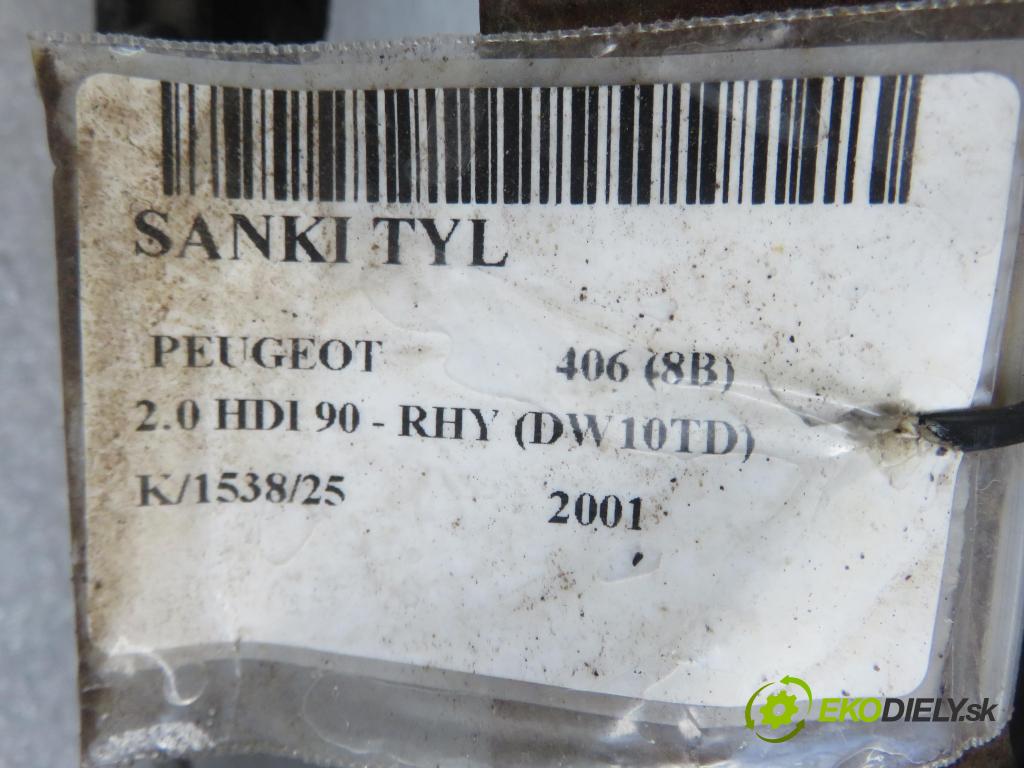 SANKI TYL
PEUGEOT 406 (8B)
2.0 HDI 90 - RHY (DW10TD)
K/1538/25 2001
EKODIELY.sk